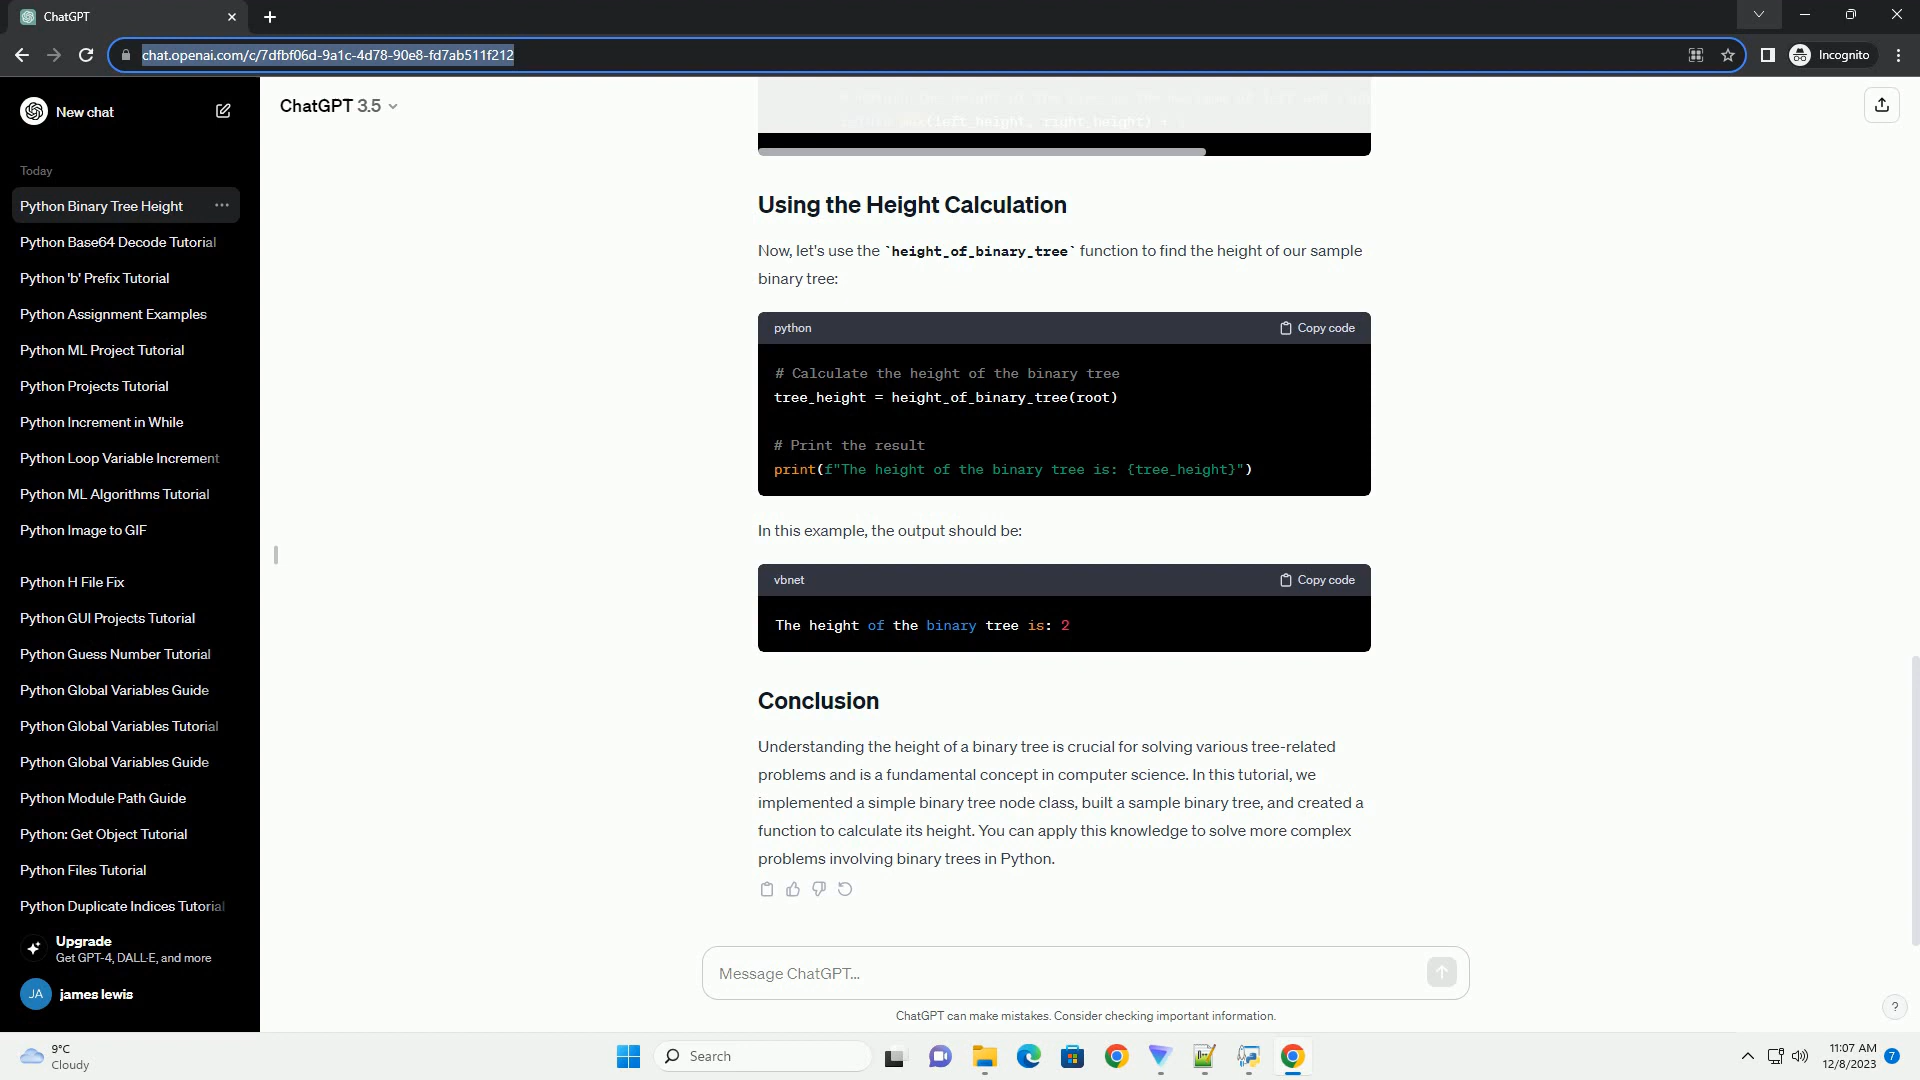 ChatGPT
chat.openai.com/c/7dfbf06d-9a1c-4d78-90e8-fd7ab511f212
Incognito
New chat
Today
Python Binary Tree Height
Python Base64 Decode Tutorial
Python 'b' Prefix Tutorial
Python Assignment Examples
Python ML Project Tutorial
Python Projects Tutorial
Python Increment in While
Python Loop Variable Increment
Python ML Algorithms Tutorial
Python Image to GIF
Python H File Fix
Python GUI Projects Tutorial
Python Guess Number Tutorial
Python Global Variables Guide
Python Global Variables Tutorial
Python Global Variables Guide
Python Module Path Guide
Python: Get Object Tutorial
Python Files Tutorial
Python Duplicate Indices Tutorial
Upgrade
Get GPT-4, DALL·E, and more
JA james lewis
ChatGPT 3.5
(left_height, right_height) +
Using the Height Calculation
Now, let's use the `height_of_binary_tree` function to find the height of our sample
binary tree:
python Copy code
# Calculate the height of the binary tree
tree_height = height_of_binary_tree(root)
# Print the result
print(f"The height of the binary tree is: {tree_height}")
In this example, the output should be:
vbnet Copy code
The height of the binary tree is: 2
Conclusion
Understanding the height of a binary tree is crucial for solving various tree-related
problems and is a fundamental concept in computer science. In this tutorial, we
implemented a simple binary tree node class, built a sample binary tree, and created a
function to calculate its height. You can apply this knowledge to solve more complex
problems involving binary trees in Python.
Message ChatGPT...
ChatGPT can make mistakes. Consider checking important information.
?
9°C
Cloudy
Search
11:07 AM
12/8/2023
7